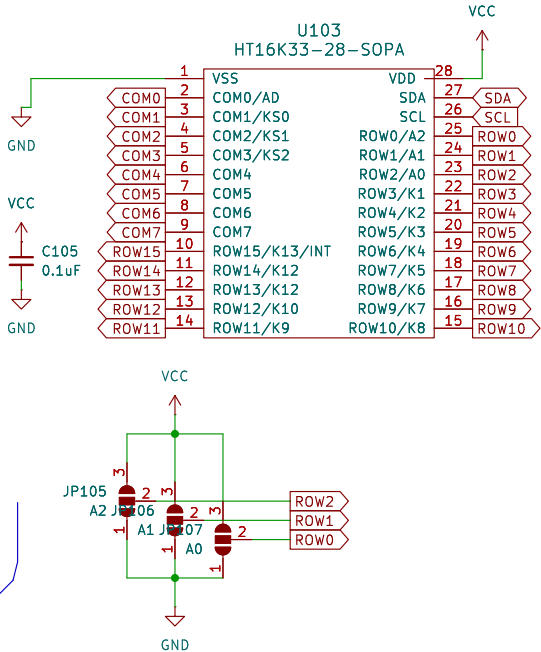 VCC
U103
HT16K33-28-SOPA
1 VSS VDD 28
COM0 2 COM0/AD SDA 27 SDA
COM1 3 COM1/KS0 SCL 26 SCL
GND COM2 4 COM2/KS1 ROW0/A2 25 ROW0
COM3 5 COM3/KS2 ROW1/A1 24 ROW1
COM4 6 COM4 ROW2/A0 23 ROW2
COM5 7 COM5 ROW3/K1 22 ROW3
VCC COM6 8 COM6 ROW4/K2 21 ROW4
COM7 9 COM7 ROW5/K3 20 ROW5
C105 ROW15 10 ROW15/K13/INT ROW6/K4 19 ROW6
0.1uF ROW14 11 ROW14/K12 ROW7/K5 18 ROW7
ROW13 12 ROW13/K12 ROW8/K6 17 ROW8
ROW12 13 ROW12/K10 ROW9/K7 16 ROW9
GND ROW11 14 ROW11/K9 ROW10/K8 15 ROW10
VCC
3
JP105 2 3 ROW2
A2 JP106 2 3 ROW1
1 A1 JP107 2 ROW0
1 A0
1
GND